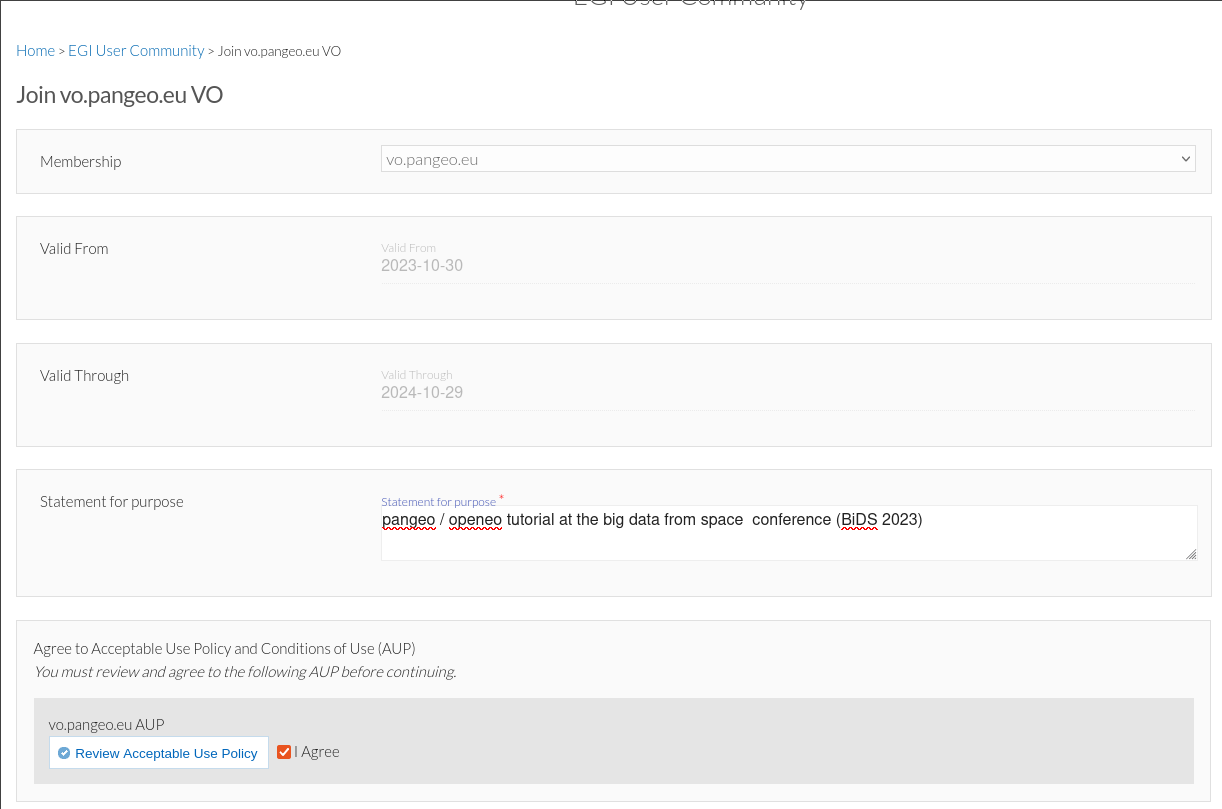 EGI User Community
Home > EGI User Community > Join vo.pangeo.eu VO
Join vo.pangeo.eu VO
Membership
vo.pangeo.eu
Valid From
Valid From
2023-10-30
Valid Through
Valid Through
2024-10-29
Statement for purpose
Statement for purpose *
pangeo / openeo tutorial at the big data from space  conference (BiDS 2023)
Agree to Acceptable Use Policy and Conditions of Use (AUP)
You must review and agree to the following AUP before continuing.
vo.pangeo.eu AUP
Review Acceptable Use Policy I Agree